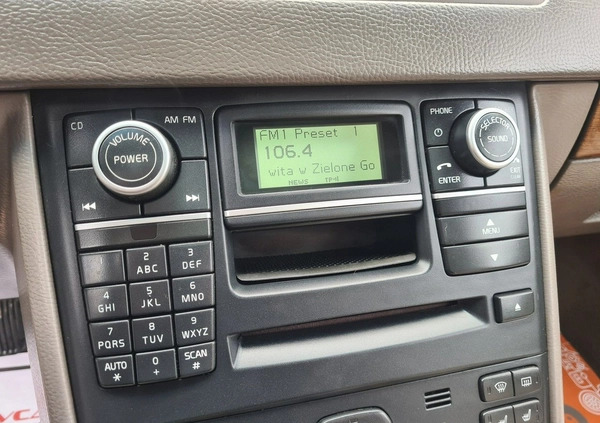 CD
AM FM
VOLUME
POWER
FM1 Preset 1
106.4
wita w Zielone Go
NEWS
PHONE
SELECTOR
SOUND
ENTER
EXIT
MENU
1
2 ABC
3 DEF
4 GHI
5 JKL
6 MNO
7 PQRS
8 TUV
9 WXYZ
AUTO *
0 +
SCAN #